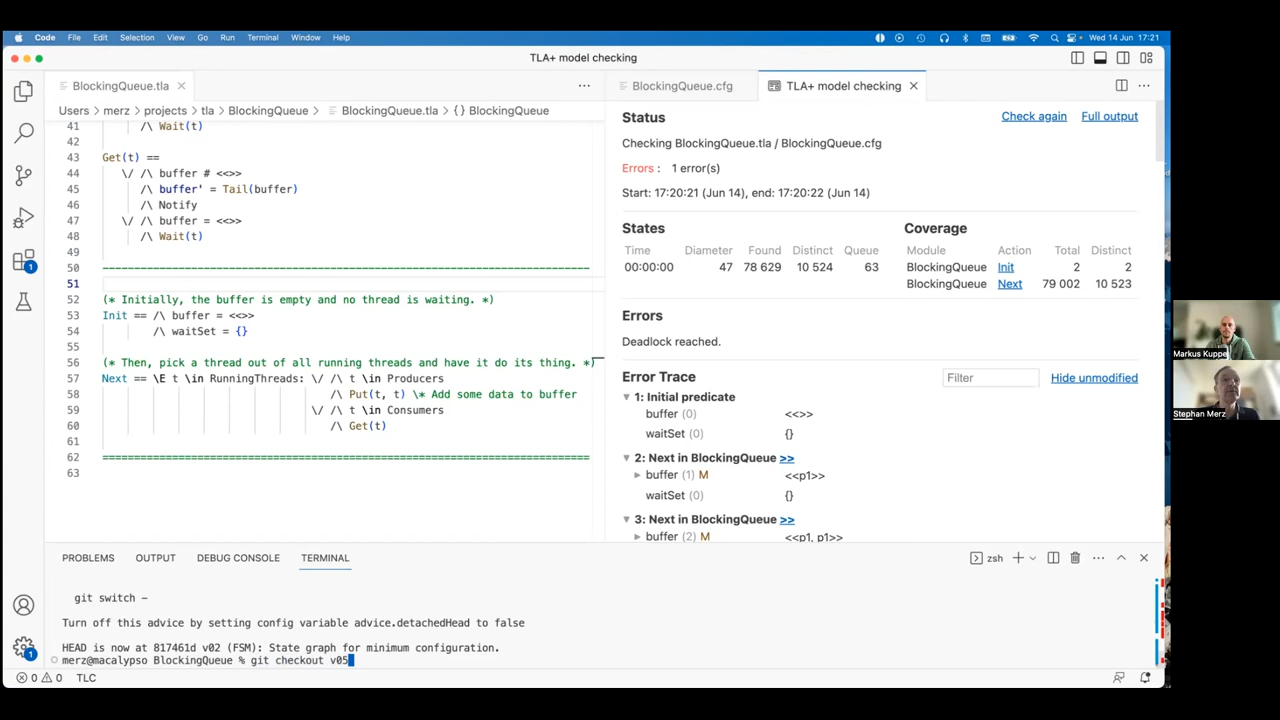 Code File Edit Selection View Go Run Terminal Window Help Wed 14 Jun 17:21
TLA+ model checking
BlockingQueue.tla
Users merz projects tla BlockingQueue BlockingQueue.tla {} BlockingQueue
41 /\ Wait(t)
42
43 Get(t) ==
44 \/ /\ buffer # <<>>
45 /\ buffer' = Tail(buffer)
46 /\ Notify
47 \/ /\ buffer = <<>>
48 /\ Wait(t)
49
50 ------------------------------------------------------------------------------
51
52 (* Initially, the buffer is empty and no thread is waiting. *)
53 Init == /\ buffer = <<>>
54 /\ waitSet = {}
55
56 (* Then, pick a thread out of all running threads and have it do its thing. *)
57 Next == \E t \in RunningThreads: \/ /\ t \in Producers
58 /\ Put(t, t) \* Add some data to buffer
59 \/ /\ t \in Consumers
60 /\ Get(t)
61
62 ==============================================================================
63
BlockingQueue.cfg TLA+ model checking
Status Check again Full output
Checking BlockingQueue.tla / BlockingQueue.cfg
Errors : 1 error(s)
Start: 17:20:21 (Jun 14), end: 17:20:22 (Jun 14)
States
Time Diameter Found Distinct Queue
00:00:00 47 78 629 10 524 63
Coverage
Module Action Total Distinct
BlockingQueue Init 2 2
BlockingQueue Next 79 002 10 523
Errors
Deadlock reached.
Error Trace Filter Hide unmodified
1: Initial predicate
buffer (0) <<>>
waitSet (0) {}
2: Next in BlockingQueue >>
buffer (1) M <<p1>>
waitSet (0) {}
3: Next in BlockingQueue >>
buffer (2) M <<p1, p1>>
PROBLEMS OUTPUT DEBUG CONSOLE TERMINAL zsh
git switch -
Turn off this advice by setting config variable advice.detachedHead to false
HEAD is now at 817461d v02 (FSM): State graph for minimum configuration.
merz@macalypso BlockingQueue % git checkout v05
0 0 TLC
1
1
Markus Kuppe
Stephan Merz